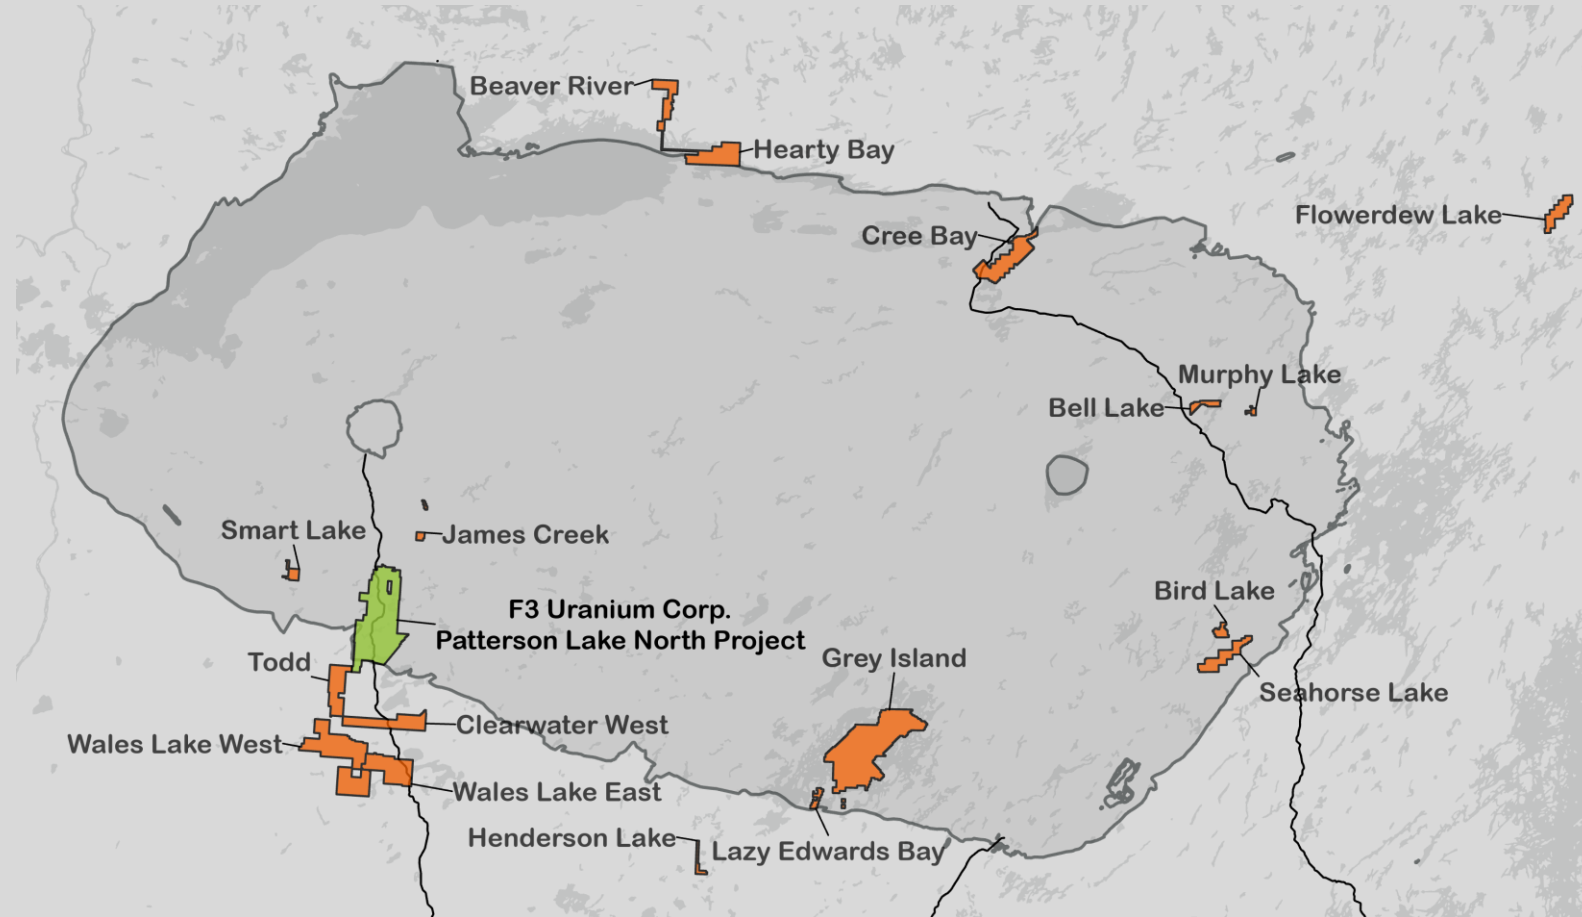 Beaver River
Hearty Bay
Flowerdew Lake
Cree Bay
Murphy Lake
Bell Lake
Smart Lake
James Creek
Bird Lake
F3 Uranium Corp.
Patterson Lake North Project
Todd
Grey Island
Seahorse Lake
Clearwater West
Wales Lake West
Wales Lake East
Henderson Lake
Lazy Edwards Bay